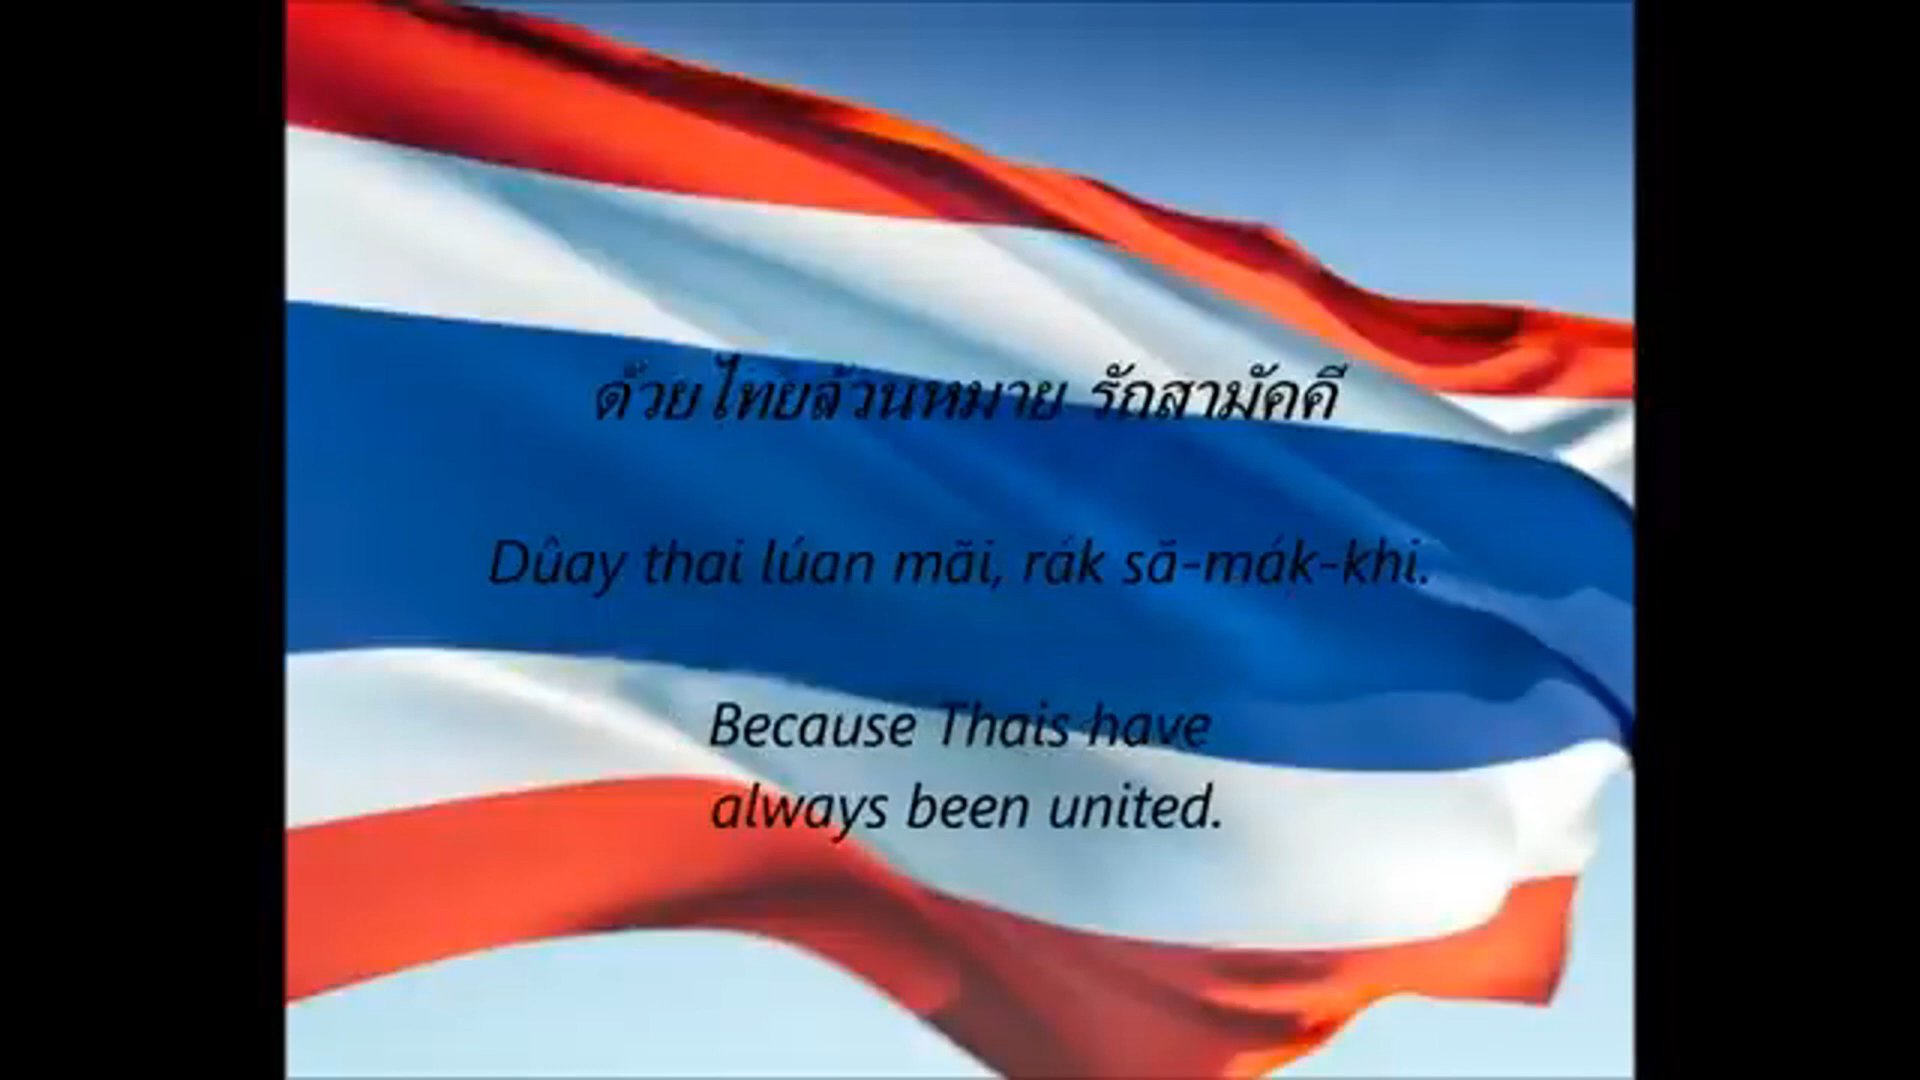 ด้วยไทยล้วนหมาย รักสามัคคี
Dûay thai lúan mãi, rák sã-mák-khi.
Because Thais have
always been united.